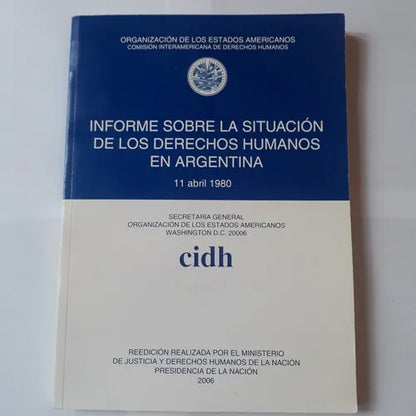 ORGANIZACIÓN DE LOS ESTADOS AMERICANOS
COMISIÓN INTERAMERICANA DE DERECHOS HUMANOS
INFORME SOBRE LA SITUACIÓN
DE LOS DERECHOS HUMANOS
EN ARGENTINA
11 abril 1980
SECRETARÍA GENERAL
ORGANIZACIÓN DE LOS ESTADOS AMERICANOS
WASHINGTON D.C. 20006
cidh
REEDICIÓN REALIZADA POR EL MINISTERIO
DE JUSTICIA Y DERECHOS HUMANOS DE LA NACIÓN
PRESIDENCIA DE LA NACIÓN
2006